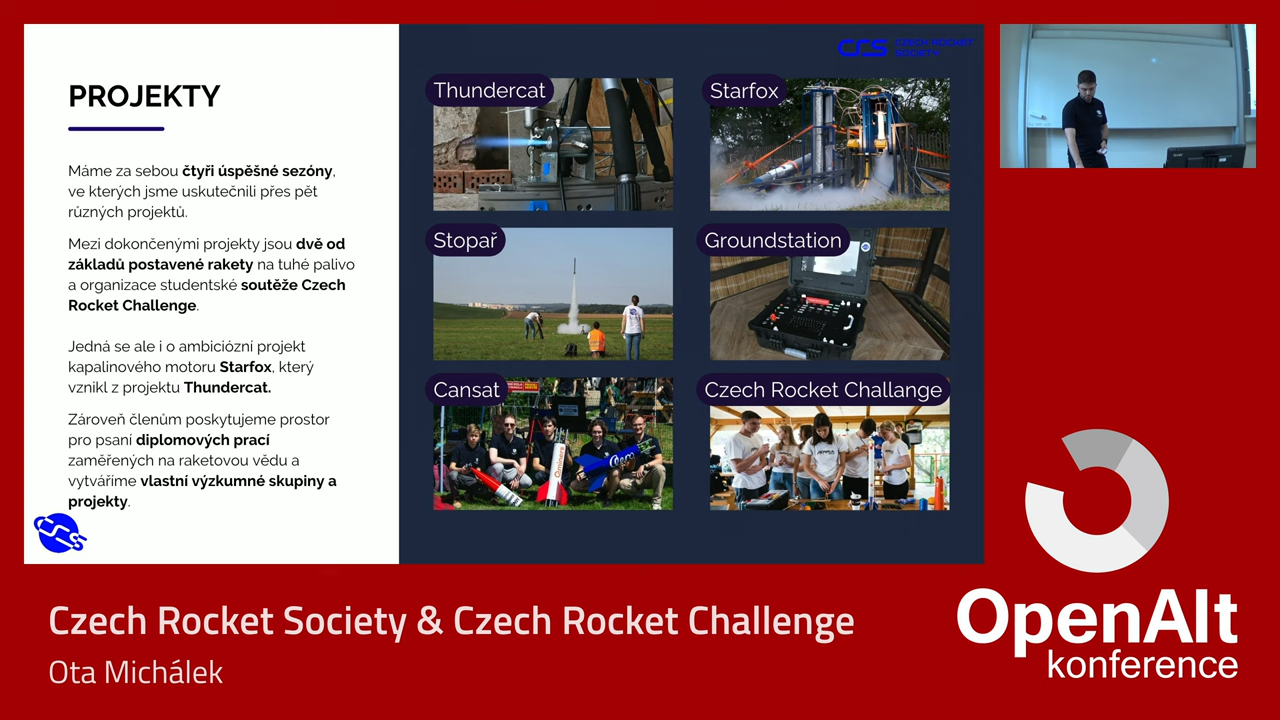 PROJEKTY
Máme za sebou čtyři úspěšné sezóny,
ve kterých jsme uskutečnili přes pět
různých projektů.
Mezi dokončenými projekty jsou dvě od
základů postavené rakety na tuhé palivo
a organizace studentské soutěže Czech
Rocket Challenge.
Jedná se ale i o ambiciózní projekt
kapalinového motoru Starfox, který
vznikl z projektu Thundercat.
Zároveň členům poskytujeme prostor
pro psaní diplomových prací
zaměřených na raketovou vědu a
vytváříme vlastní výzkumné skupiny a
projekty.
CRS
CRS CZECH ROCKET
SOCIETY
Thundercat
Starfox
Stopař
Groundstation
Cansat
Czech Rocket Challange
Czech Rocket Society & Czech Rocket Challenge
Ota Michálek
OpenAlt
konference